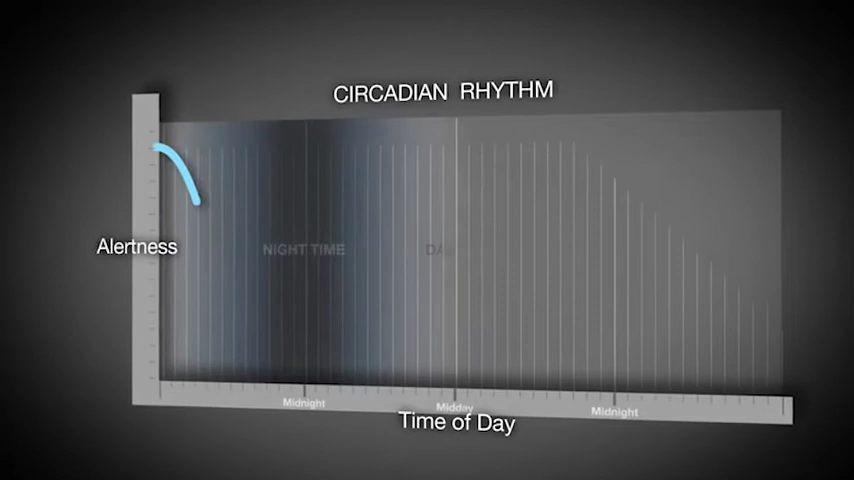 CIRCADIAN RHYTHM
Alertness
NIGHT TIME
Midnight
Midday
Midnight
Time of Day